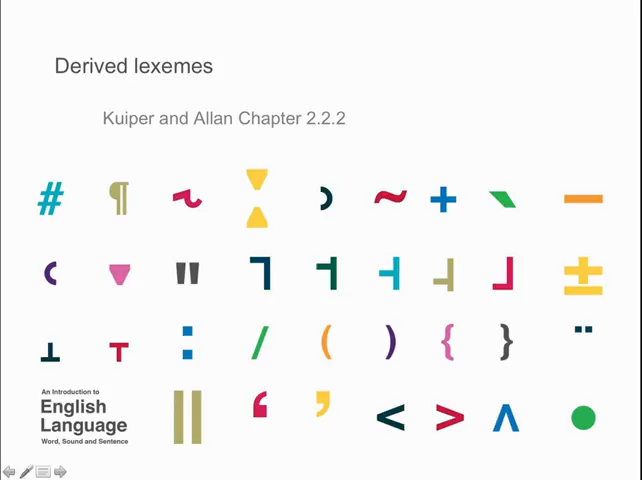 Derived lexemes
Kuiper and Allan Chapter 2.2.2
An Introduction to
English
Language
Word, Sound and Sentence